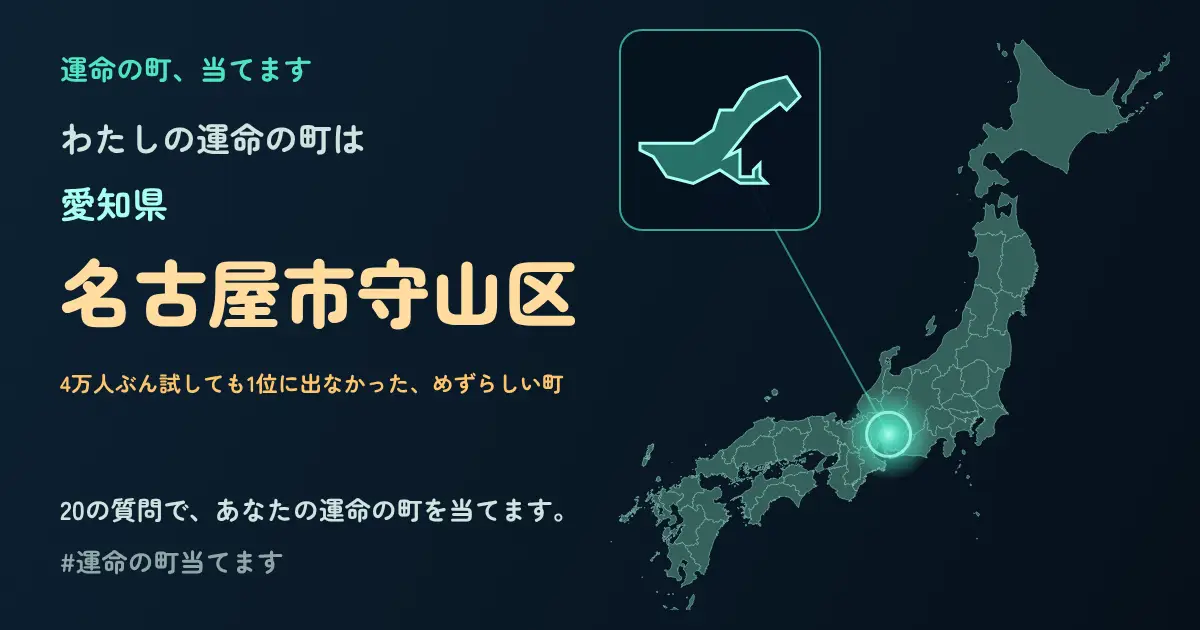 運命の町、当てます
わたしの運命の町は
愛知県
名古屋市守山区
4万人ぶん試しても1位に出なかった、めずらしい町
20の質問で、あなたの運命の町を当てます。
#運命の町当てます